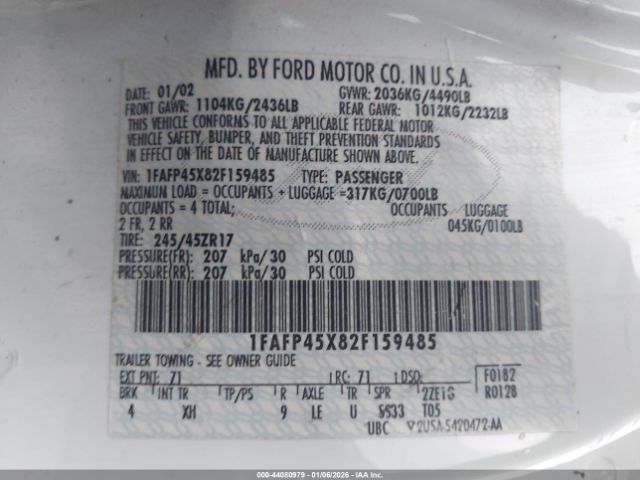 MFD. BY FORD MOTOR CO. IN U.S.A.
DATE: 01/02 GVWR: 2036KG/4490LB
FRONT GAWR: 1104KG/2436LB REAR GAWR: 1012KG/2232LB
THIS VEHICLE CONFORMS TO ALL APPLICABLE FEDERAL MOTOR
VEHICLE SAFETY, BUMPER, AND THEFT PREVENTION STANDARDS
IN EFFECT ON THE DATE OF MANUFACTURE SHOWN ABOVE.
VIN: 1FAFP45X82F159485 TYPE: PASSENGER
MAXIMUM LOAD = OCCUPANTS + LUGGAGE =317KG/0700LB
OCCUPANTS = 4 TOTAL; OCCUPANTS LUGGAGE
2 FR, 2 RR 045KG/0100LB
TIRE: 245/45ZR17
PRESSURE(FR): 207 kPa/30 PSI COLD
PRESSURE(RR): 207 kPa/30 PSI COLD
1FAFP45X82F159485
TRAILER TOWING - SEE OWNER GUIDE
EXT PNT: 71 RC: 71 DSO: F0182
BRK INT TR TP/PS R AXLE TR SPR R0128
4 XH 9 LE U T05
UBC 2USA-5420472-AA
000-44080979 - 01/06/2026 - Copart, Inc.